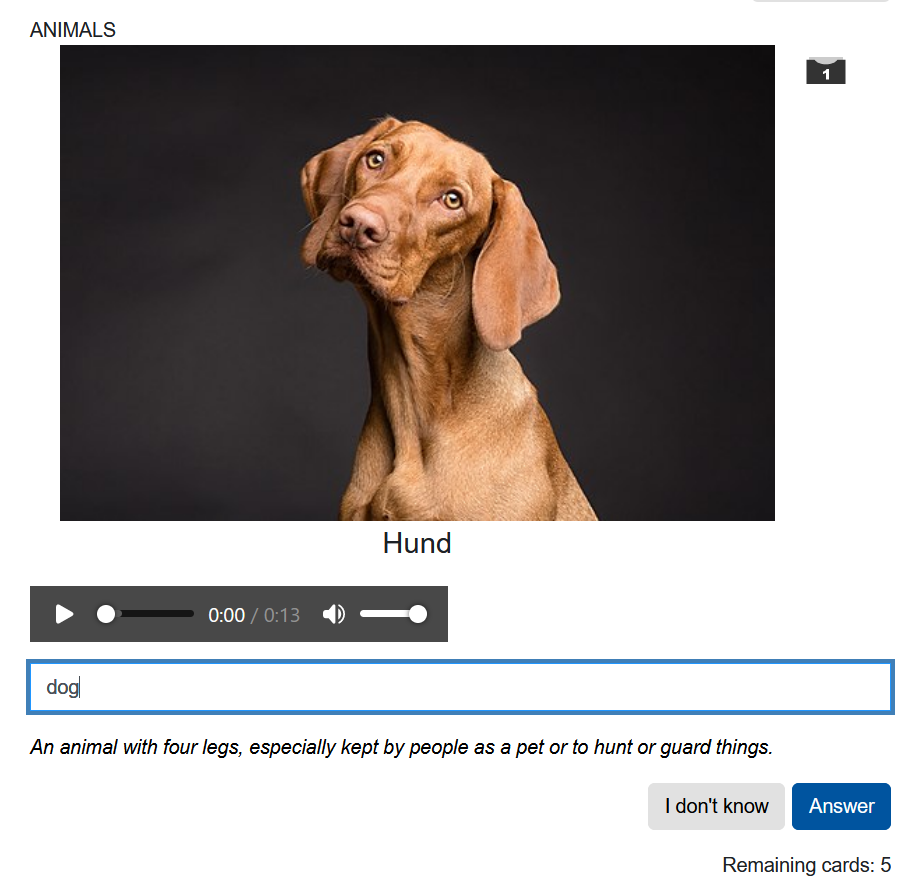 ANIMALS
1
Hund
0:00 / 0:13
dog
An animal with four legs, especially kept by people as a pet or to hunt or guard things.
I don't know
Answer
Remaining cards: 5